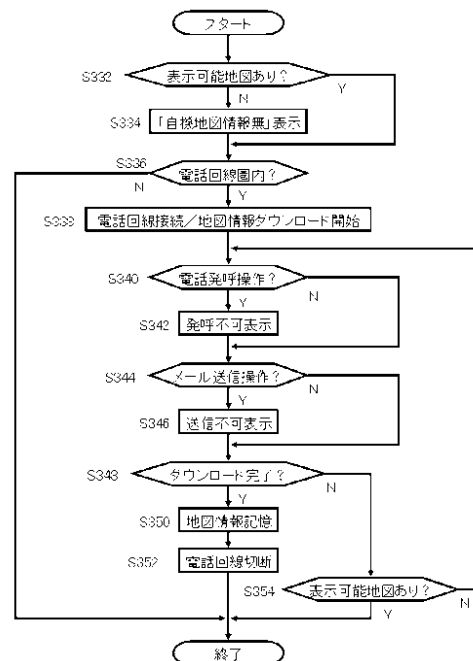 スタート
S332
表示可能地図あり？
Y
N
S334
「自機地図情報無」表示
S336
電話回線圏内？
N
Y
S338
電話回線接続／地図情報ダウンロード開始
S340
電話発呼操作？
N
Y
S342
発呼不可表示
S344
メール送信操作？
N
Y
S346
送信不可表示
S348
ダウンロード完了？
N
Y
S350
地図情報記憶
S352
電話回線切断
S354
表示可能地図あり？
N
Y
終了